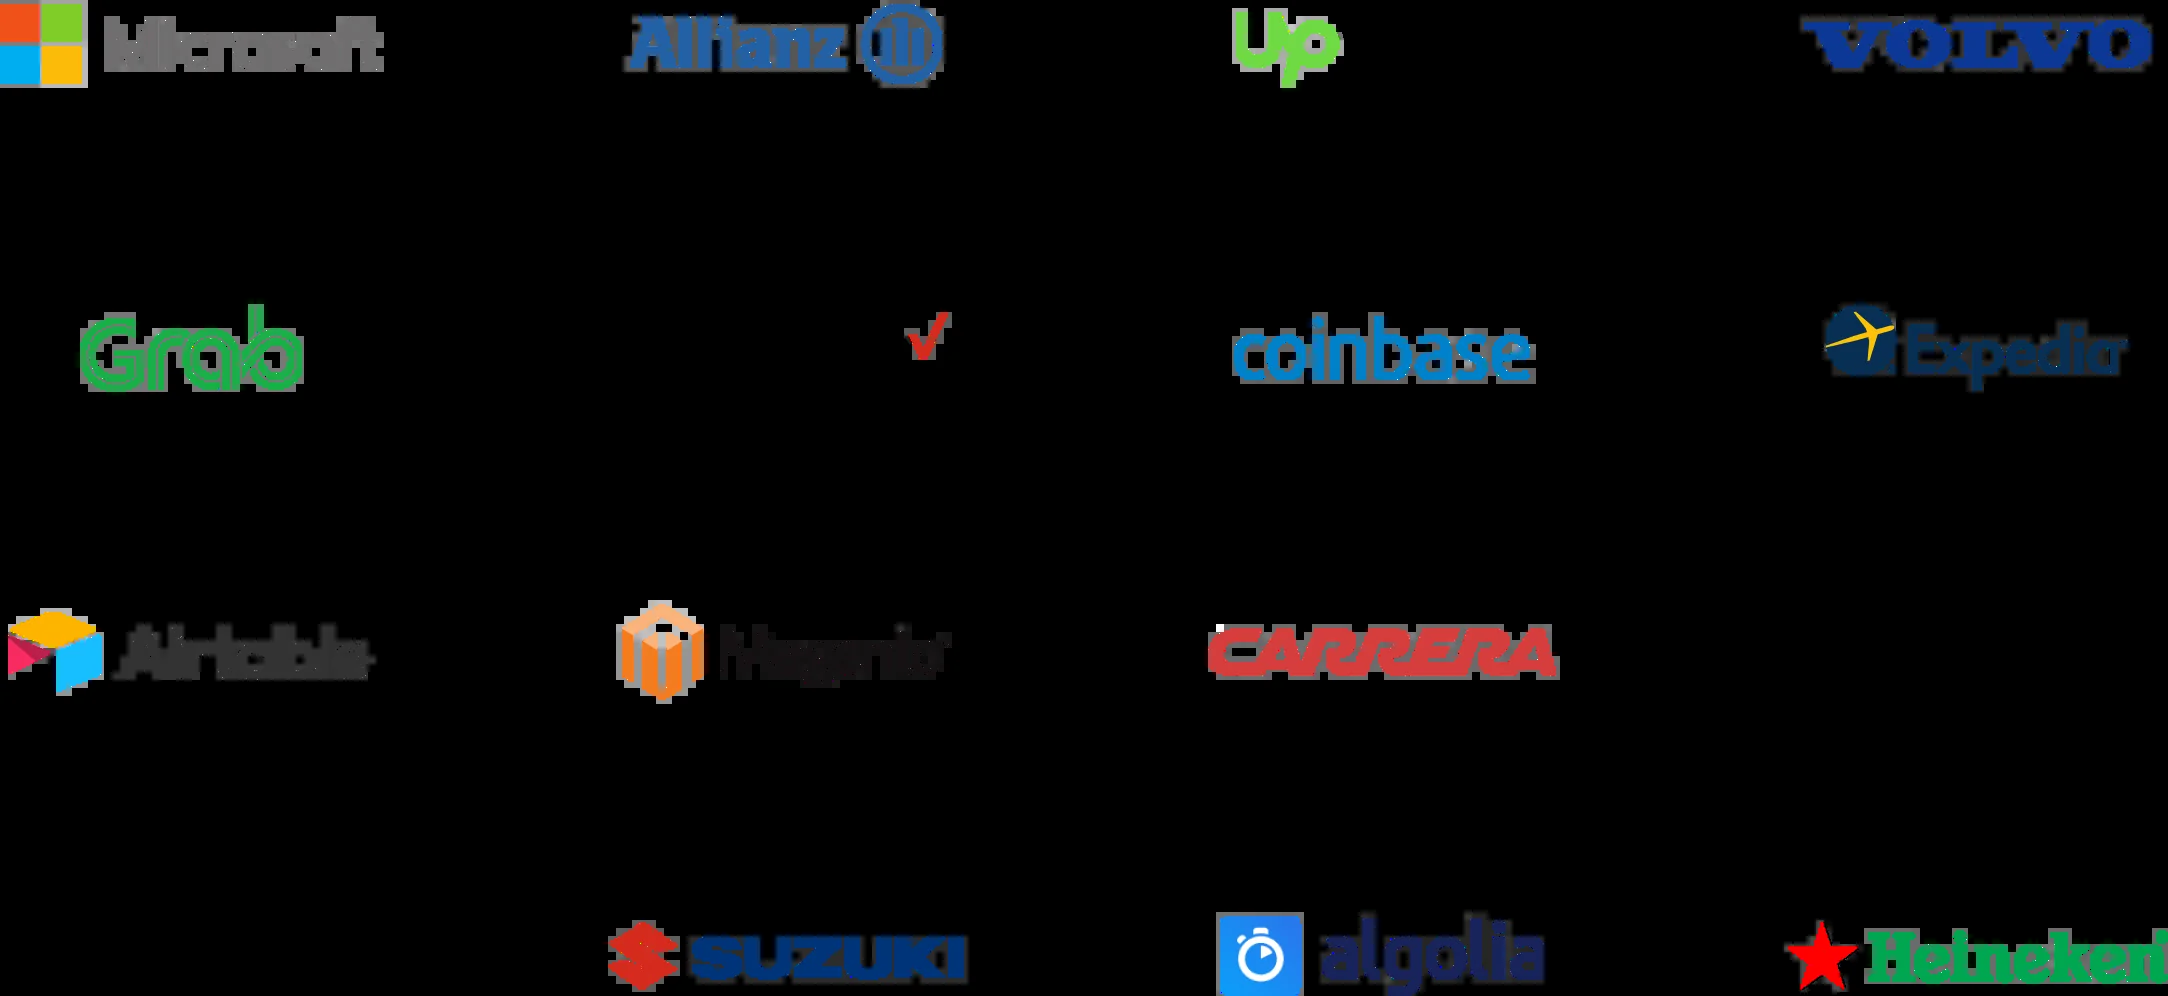 Microsoft
Allianz
Up
VOLVO
Grab
coinbase
Expedia
Airtable
Magento
CARRERA
SUZUKI
algolia
Heineken